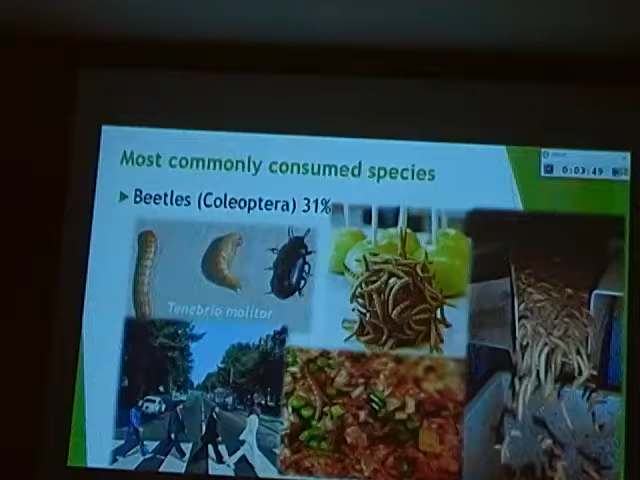 Most commonly consumed species
Beetles (Coleoptera) 31%
0:03:49
Tenebrio molitor